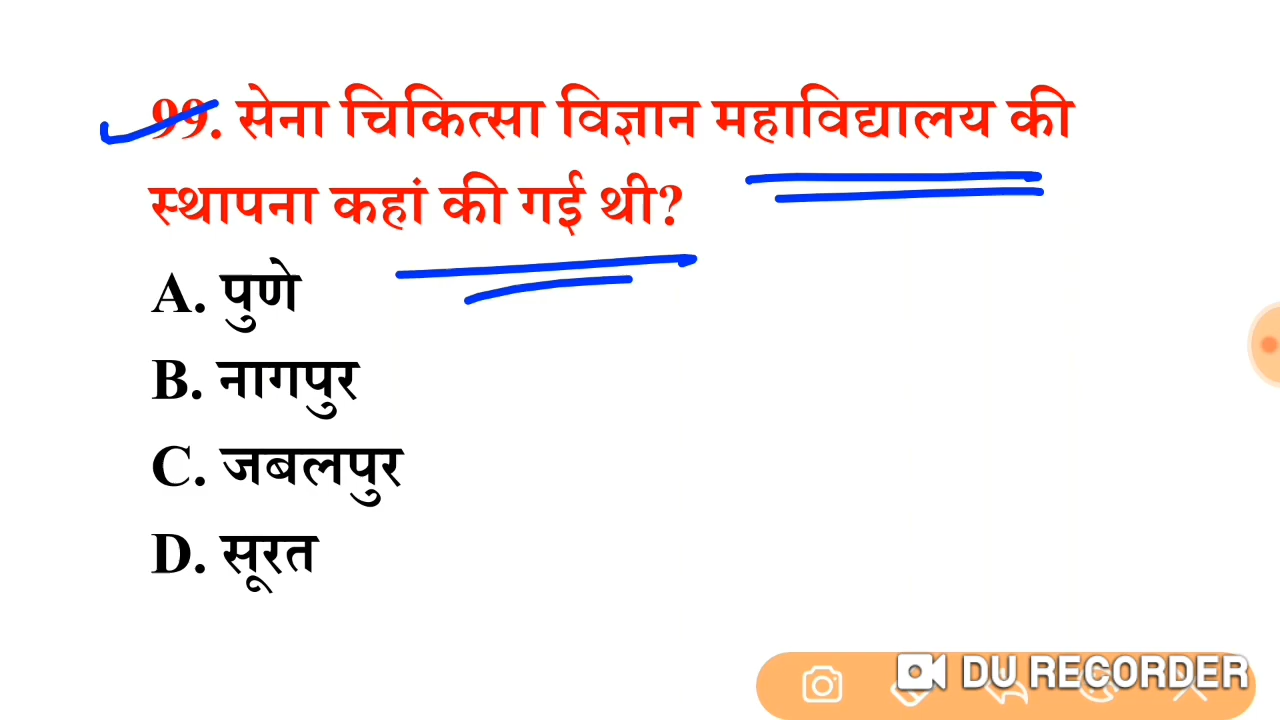 99. सेना चिकित्सा विज्ञान महाविद्यालय की
स्थापना कहां की गई थी?
A. पुणे
B. नागपुर
C. जबलपुर
D. सूरत
DU RECORDER